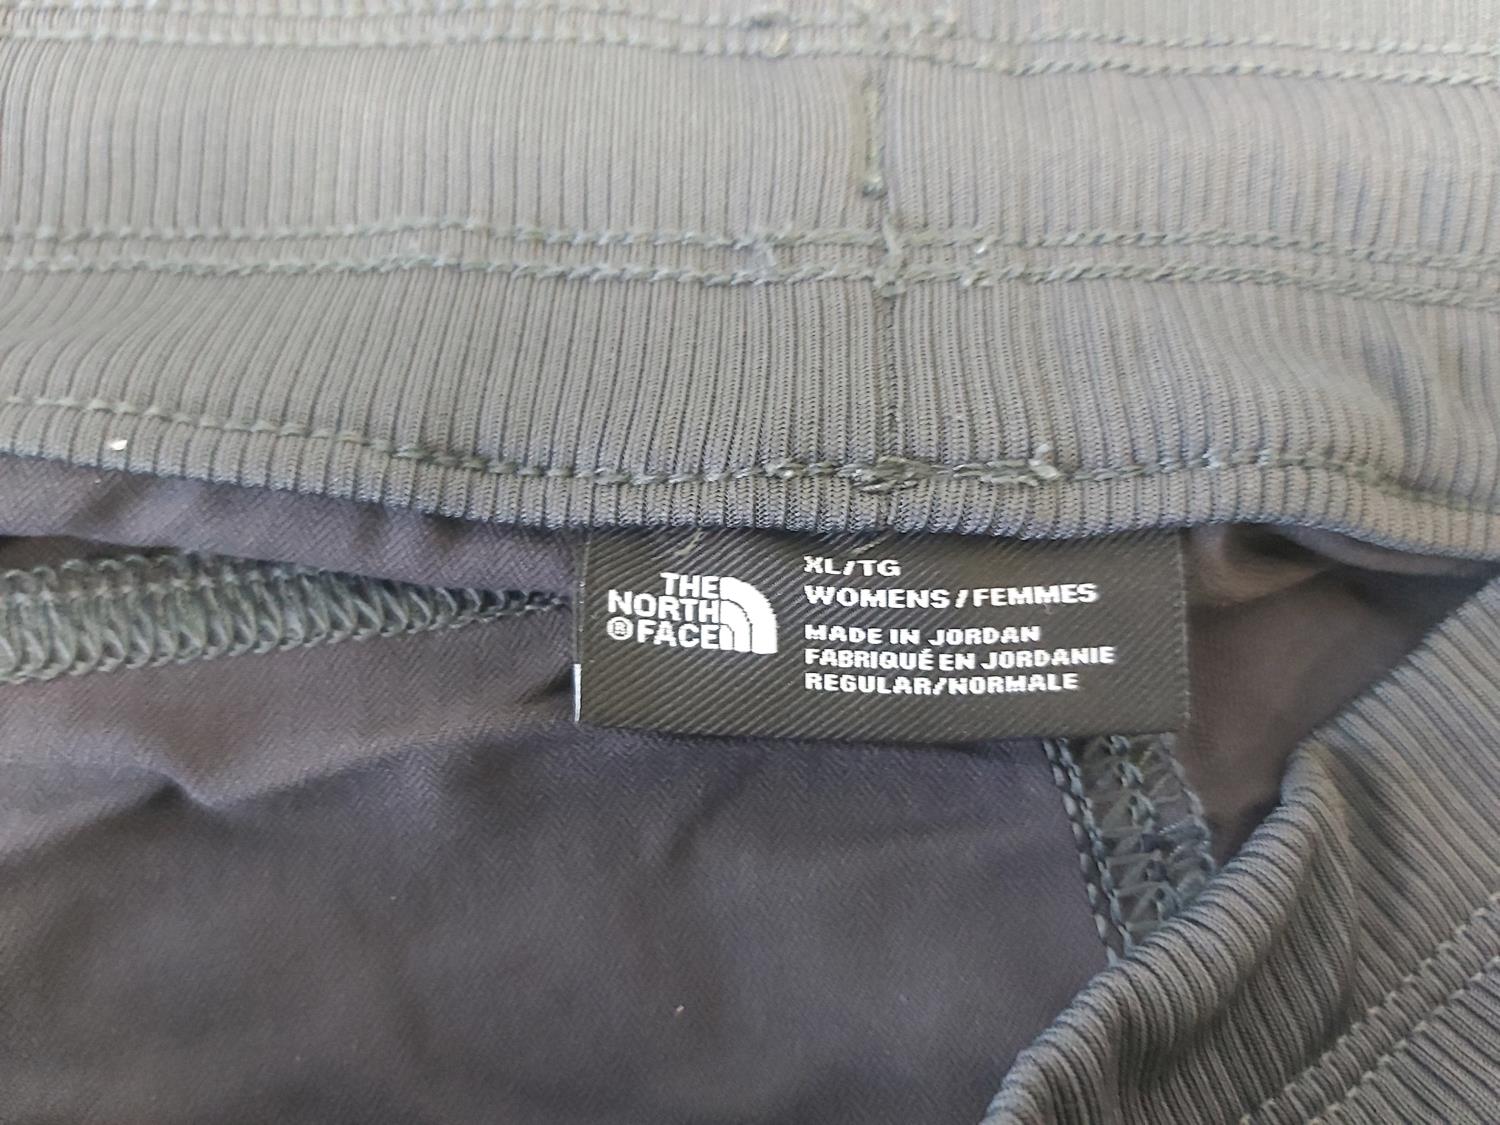 THE
NORTH
® FACE
XL/TG
WOMENS/FEMMES
MADE IN JORDAN
FABRIQUÉ EN JORDANIE
REGULAR/NORMALE